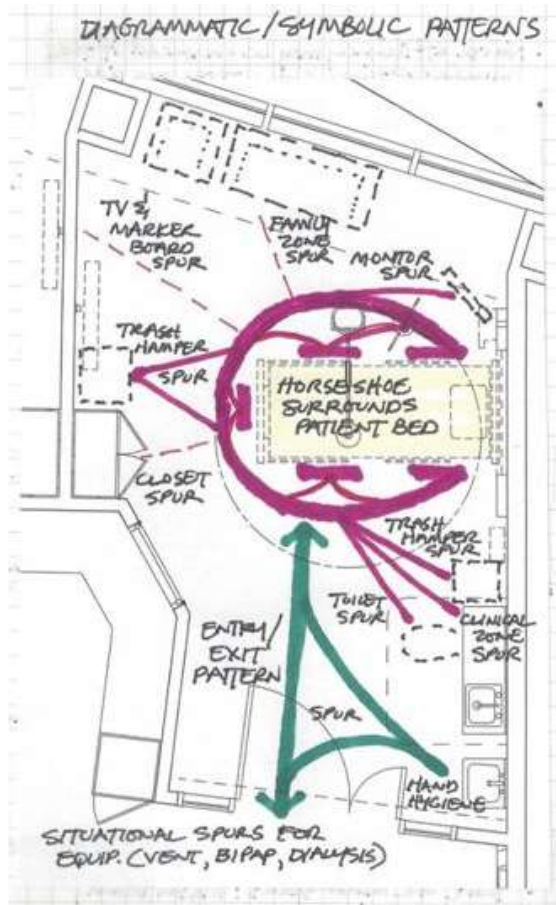 DIAGRAMMATIC/SYMBOLIC PATTERNS
TV &
MARKER
BOARD
SPUR
FAMILY
ZONE
SPUR
MONITOR
SPUR
TRASH
HAMPER
SPUR
HORSESHOE
SURROUNDS
PATIENT BED
CLOSET
SPUR
TRASH
HAMPER
SPUR
TOILET
SPUR
CLINICAL
ZONE
SPUR
ENTRY/
EXIT
PATTERN
SPUR
HAND
HYGIENE
SITUATIONAL SPURS FOR
EQUIP. (VENT, BIPAP, DIALYSIS)